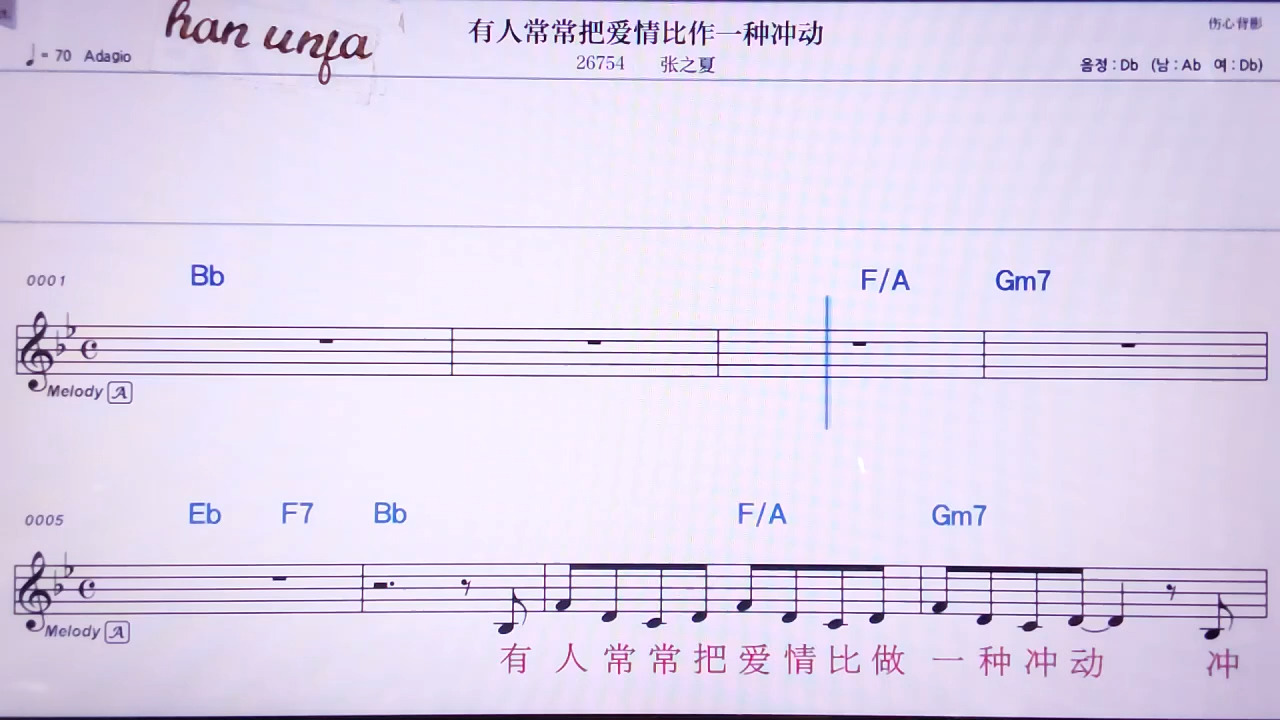 han unja
有人常常把爱情比作一种冲动
伤心背影
♩= 70 Adagio
26754 张之夏
음정 : Db (남 : Ab 여 : Db)
0001 Bb F/A Gm7
Melody A
0005 Eb F7 Bb F/A Gm7
Melody A
有 人 常 常 把 爱 情 比 做 一 种 冲 动 冲